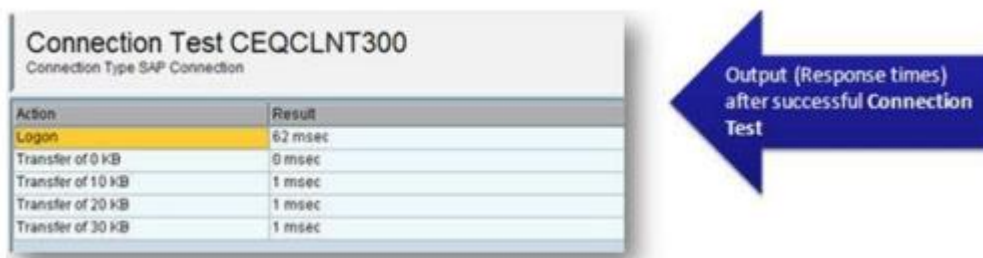 Connection Test CEQCLNT300
Connection Type SAP Connection
Action Result
Logon 62 msec
Transfer of 0 KB 0 msec
Transfer of 10 KB 1 msec
Transfer of 20 KB 1 msec
Transfer of 30 KB 1 msec
Output (Response times)
after successful Connection
Test